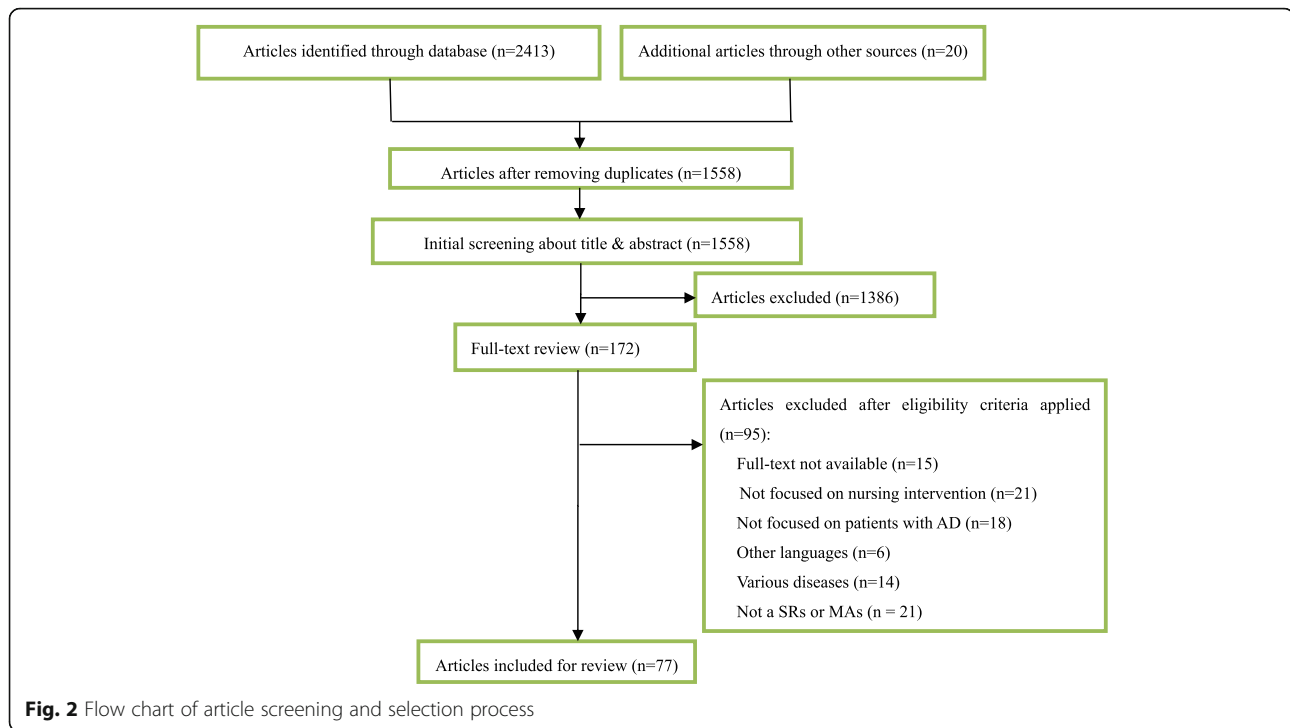 Articles identified through database (n=2413)
Additional articles through other sources (n=20)
Articles after removing duplicates (n=1558)
Initial screening about title & abstract (n=1558)
Articles excluded (n=1386)
Full-text review (n=172)
Articles excluded after eligibility criteria applied
(n=95):
Full-text not available (n=15)
Not focused on nursing intervention (n=21)
Not focused on patients with AD (n=18)
Other languages (n=6)
Various diseases (n=14)
Not a SRs or MAs (n = 21)
Articles included for review (n=77)
Fig. 2 Flow chart of article screening and selection process